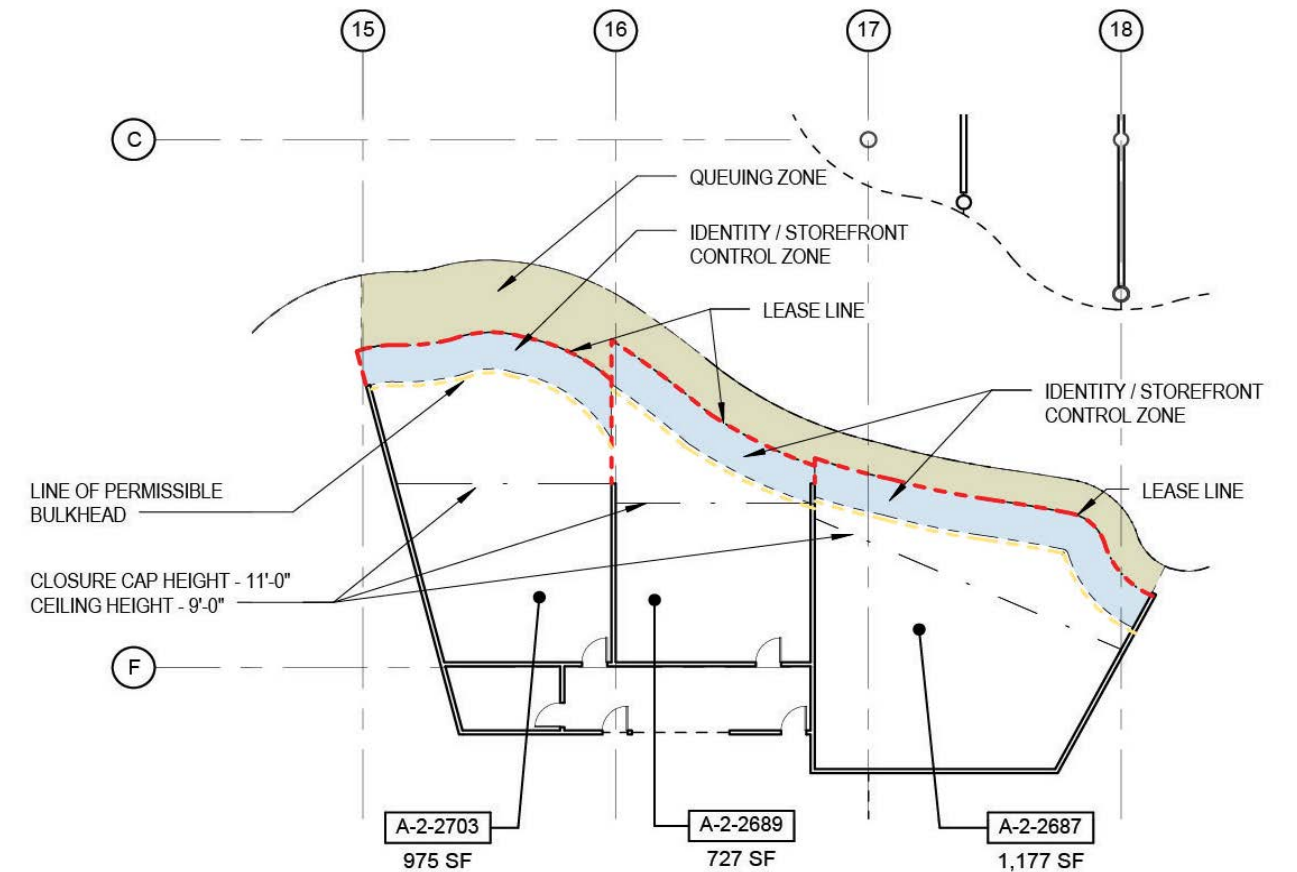 15
16
17
18
C
QUEUING ZONE
IDENTITY / STOREFRONT
CONTROL ZONE
LEASE LINE
IDENTITY / STOREFRONT
CONTROL ZONE
LEASE LINE
LINE OF PERMISSIBLE
BULKHEAD
CLOSURE CAP HEIGHT - 11'-0"
CEILING HEIGHT - 9'-0"
F
A-2-2703
975 SF
A-2-2689
727 SF
A-2-2687
1,177 SF